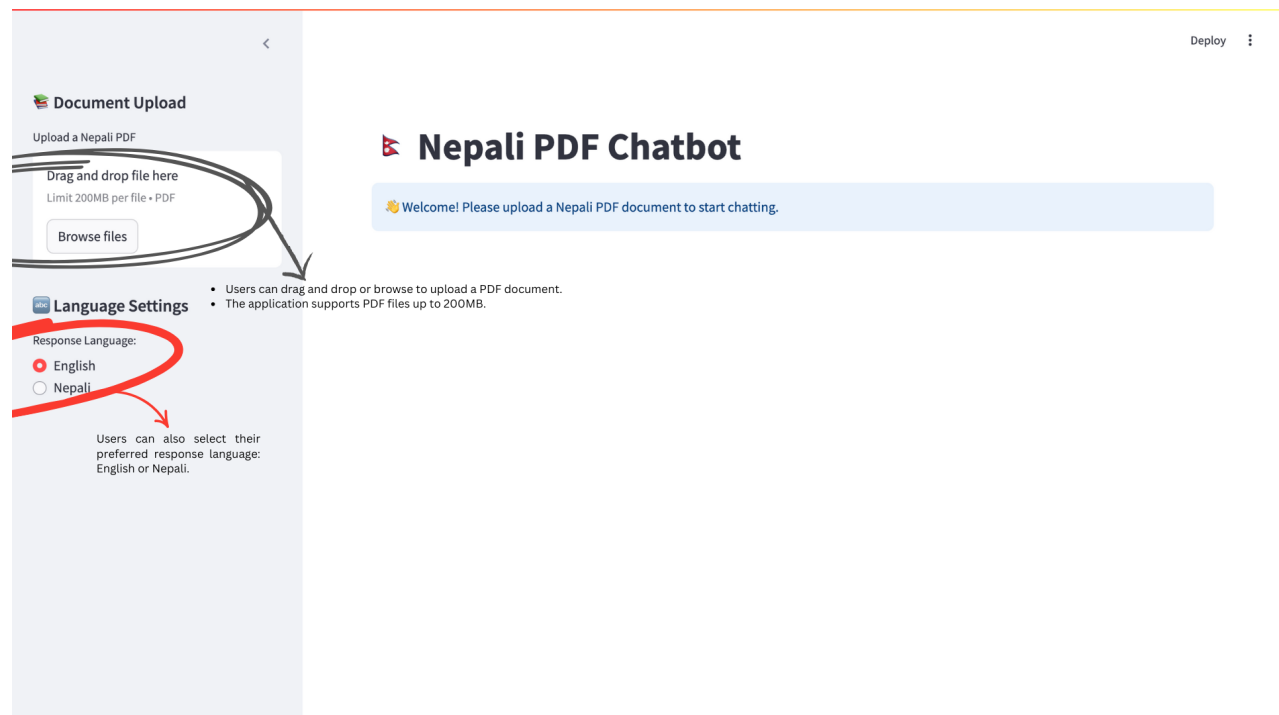 Deploy
📚 Document Upload
Upload a Nepali PDF
Drag and drop file here
Limit 200MB per file • PDF
Browse files
🔤 Language Settings
Response Language:
English
Nepali
Users can also select their
preferred response language:
English or Nepali.
🇳🇵 Nepali PDF Chatbot
👋 Welcome! Please upload a Nepali PDF document to start chatting.
• Users can drag and drop or browse to upload a PDF document.
• The application supports PDF files up to 200MB.